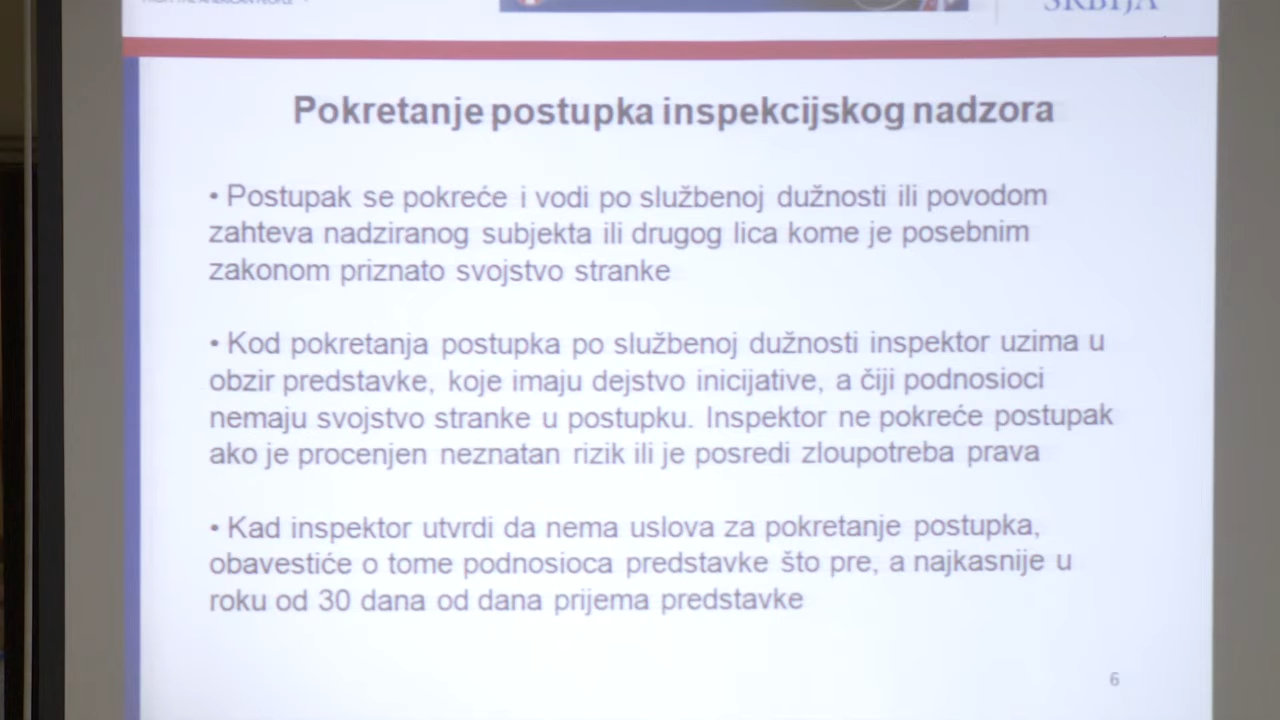 SRBIJA
Pokretanje postupka inspekcijskog nadzora
• Postupak se pokreće i vodi po službenoj dužnosti ili povodom
zahteva nadziranog subjekta ili drugog lica kome je posebnim
zakonom priznato svojstvo stranke
• Kod pokretanja postupka po službenoj dužnosti inspektor uzima u
obzir predstavke, koje imaju dejstvo inicijative, a čiji podnosioci
nemaju svojstvo stranke u postupku. Inspektor ne pokreće postupak
ako je procenjen neznatan rizik ili je posredi zloupotreba prava
• Kad inspektor utvrdi da nema uslova za pokretanje postupka,
obavestiće o tome podnosioca predstavke što pre, a najkasnije u
roku od 30 dana od dana prijema predstavke
6